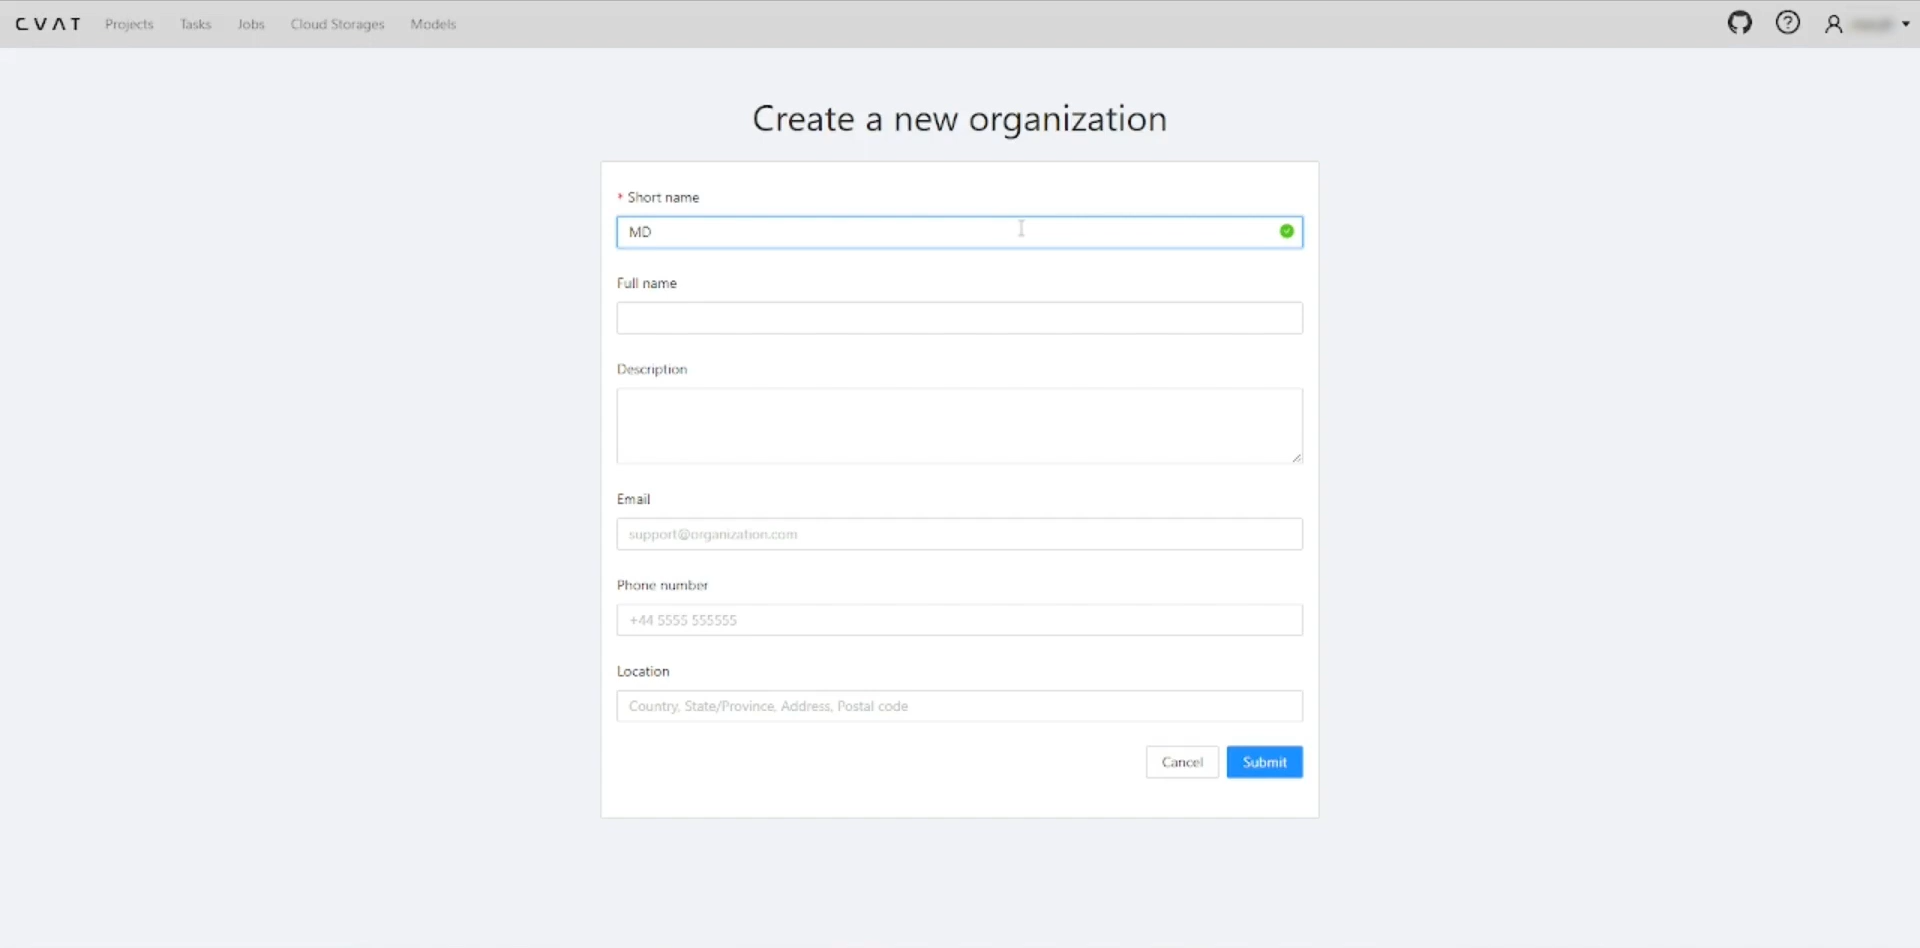 CVAT Projects Tasks Jobs Cloud Storages Models
Create a new organization
* Short name
MD
Full name
Description
Email
support@organization.com
Phone number
+44 5555 555555
Location
Country, State/Province, Address, Postal code
Cancel Submit